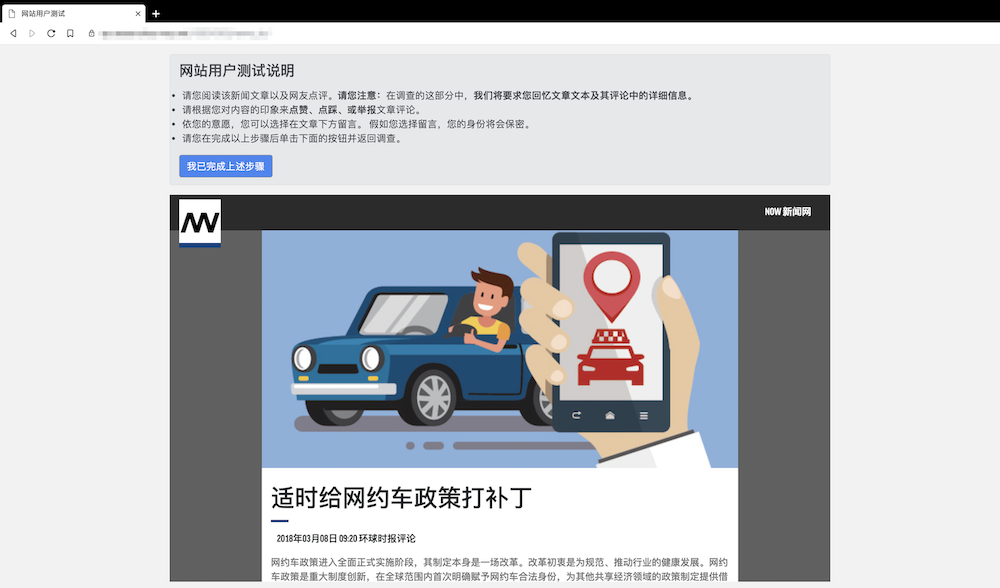 网站用户测试
网站用户测试说明
请您阅读该新闻文章以及网友点评。请您注意：在调查的这部分中，我们将要求您回忆文章文本及其评论中的详细信息。
请根据您对内容的印象来点赞、点踩、或举报文章评论。
依您的意愿，您可以选择在文章下方留言。 假如您选择留言，您的身份将会保密。
请您在完成以上步骤后单击下面的按钮并返回调查。
我已完成上述步骤
NOW 新闻网
适时给网约车政策打补丁
2018年03月08日 09:20 环球时报评论
网约车政策进入全面正式实施阶段，其制定本身是一场改革。改革初衷是为规范、推动行业的健康发展。网约
车政策是重大制度创新，在全球范围内首次明确赋予网约车合法身份，为其他共享经济领域的政策制定提供借